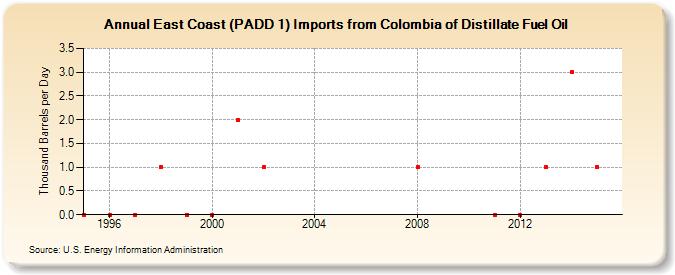 Annual East Coast (PADD 1) Imports from Colombia of Distillate Fuel Oil
Thousand Barrels per Day
3.5
3.0
2.5
2.0
1.5
1.0
0.5
0.0
1996 2000 2004 2008 2012
Source: U.S. Energy Information Administration